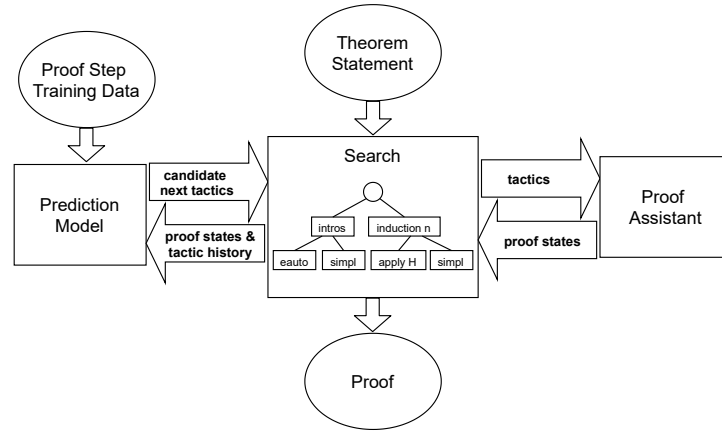 Proof Step
Training Data
Theorem
Statement
Search
candidate
next tactics
tactics
Prediction
Model
Proof
Assistant
intros
induction n
proof states &
tactic history
proof states
eauto
simpl
apply H
simpl
Proof